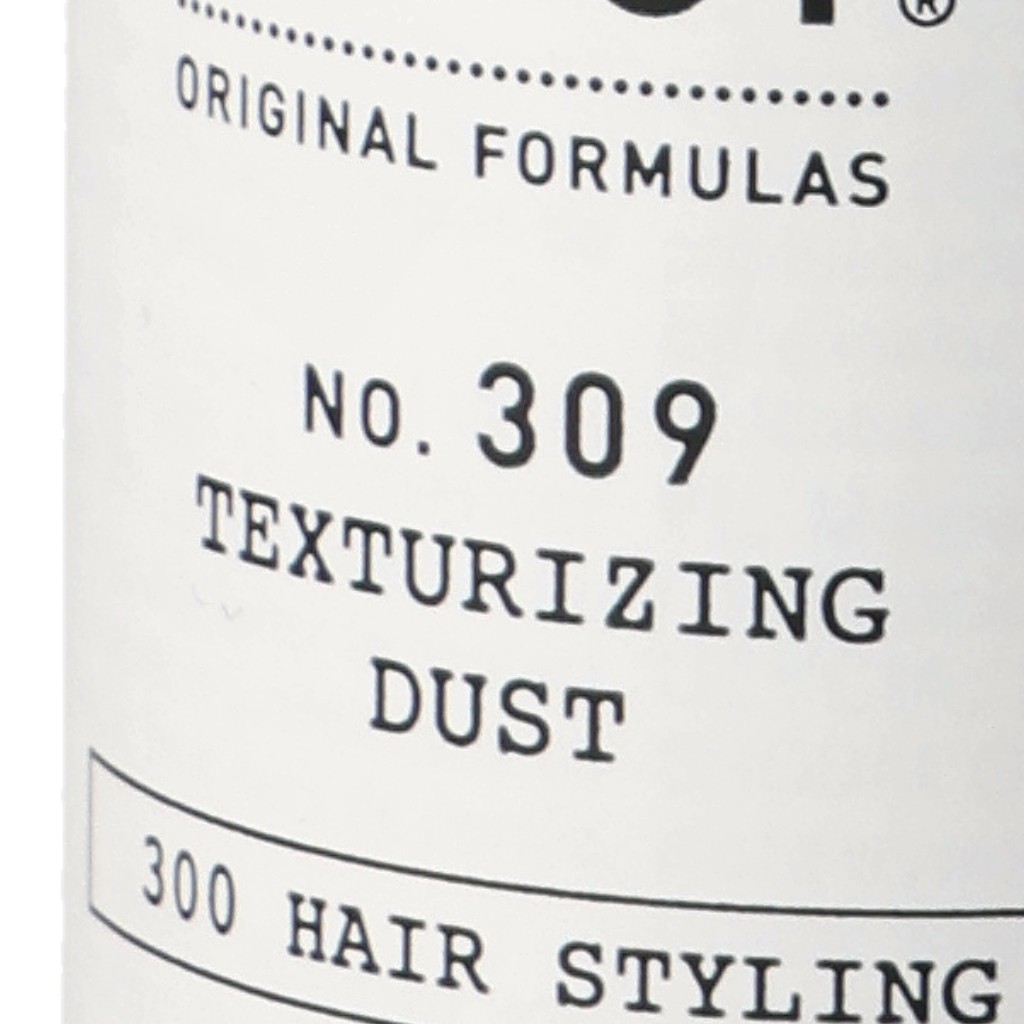 ORIGINAL FORMULAS
NO. 309
TEXTURIZING
DUST
300 HAIR STYLING